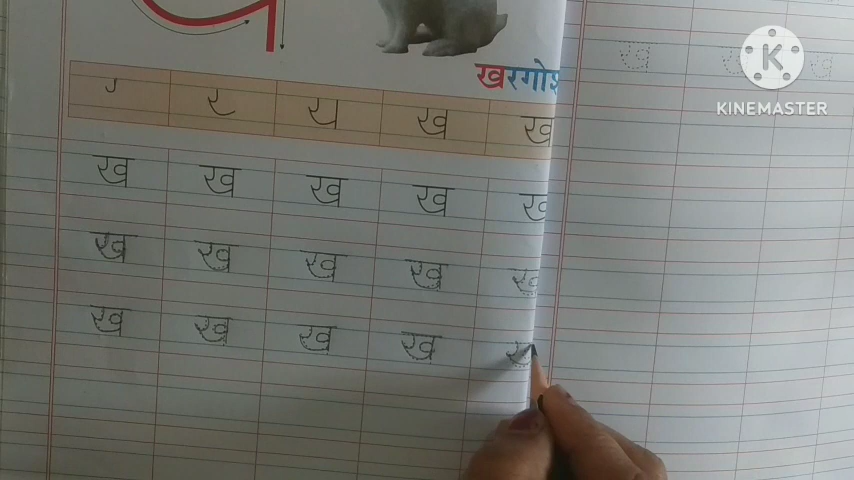 खरगोश
र र य ख ख
ख ख ख ख ख
ख ख ख ख ख
ख ख ख ख ख
ख ख ख
K
KINEMASTER